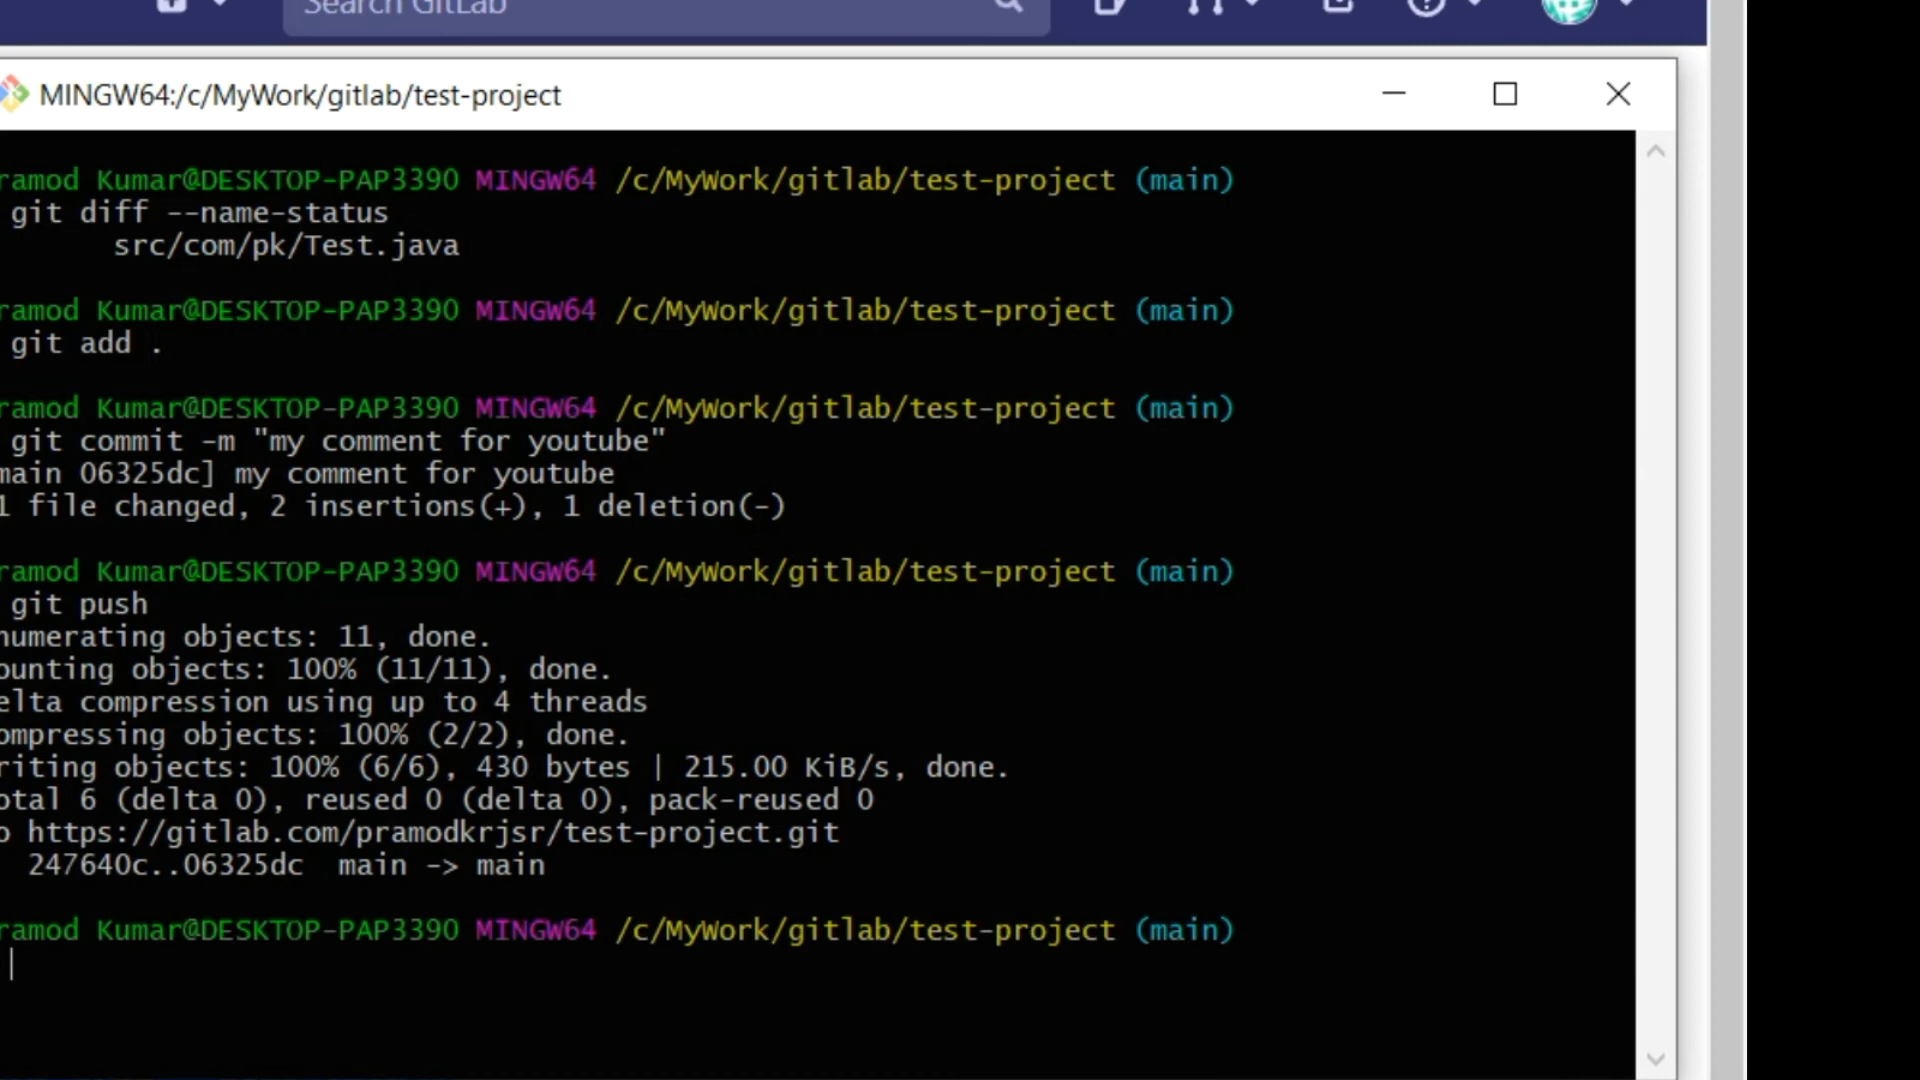 Search GitLab
MINGW64:/c/MyWork/gitlab/test-project
ramod Kumar@DESKTOP-PAP3390 MINGW64 /c/MyWork/gitlab/test-project (main)
git diff --name-status
src/com/pk/Test.java
ramod Kumar@DESKTOP-PAP3390 MINGW64 /c/MyWork/gitlab/test-project (main)
git add .
ramod Kumar@DESKTOP-PAP3390 MINGW64 /c/MyWork/gitlab/test-project (main)
git commit -m "my comment for youtube"
main 06325dc] my comment for youtube
1 file changed, 2 insertions(+), 1 deletion(-)
ramod Kumar@DESKTOP-PAP3390 MINGW64 /c/MyWork/gitlab/test-project (main)
git push
numerating objects: 11, done.
ounting objects: 100% (11/11), done.
elta compression using up to 4 threads
ompressing objects: 100% (2/2), done.
riting objects: 100% (6/6), 430 bytes | 215.00 KiB/s, done.
otal 6 (delta 0), reused 0 (delta 0), pack-reused 0
o https://gitlab.com/pramodkrjsr/test-project.git
247640c..06325dc  main -> main
ramod Kumar@DESKTOP-PAP3390 MINGW64 /c/MyWork/gitlab/test-project (main)